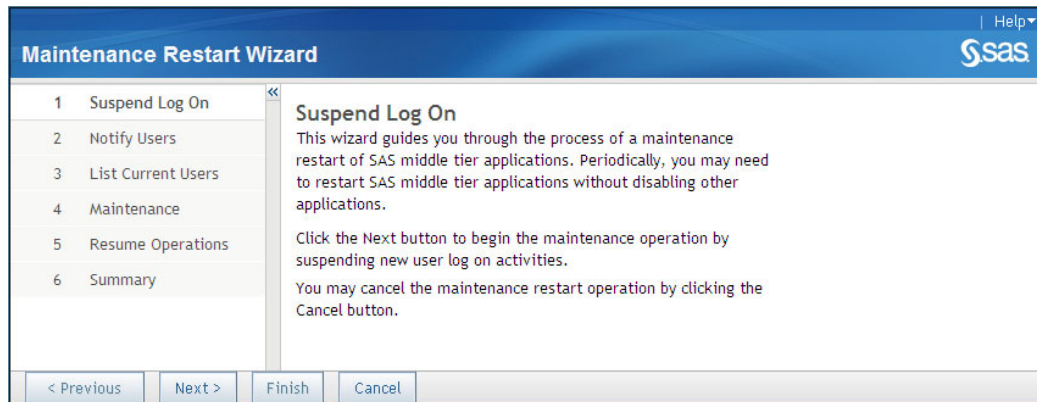 | Help▾
Maintenance Restart Wizard
sas
1 Suspend Log On
2 Notify Users
3 List Current Users
4 Maintenance
5 Resume Operations
6 Summary
«
Suspend Log On
This wizard guides you through the process of a maintenance
restart of SAS middle tier applications. Periodically, you may need
to restart SAS middle tier applications without disabling other
applications.
Click the Next button to begin the maintenance operation by
suspending new user log on activities.
You may cancel the maintenance restart operation by clicking the
Cancel button.
< Previous
Next >
Finish
Cancel